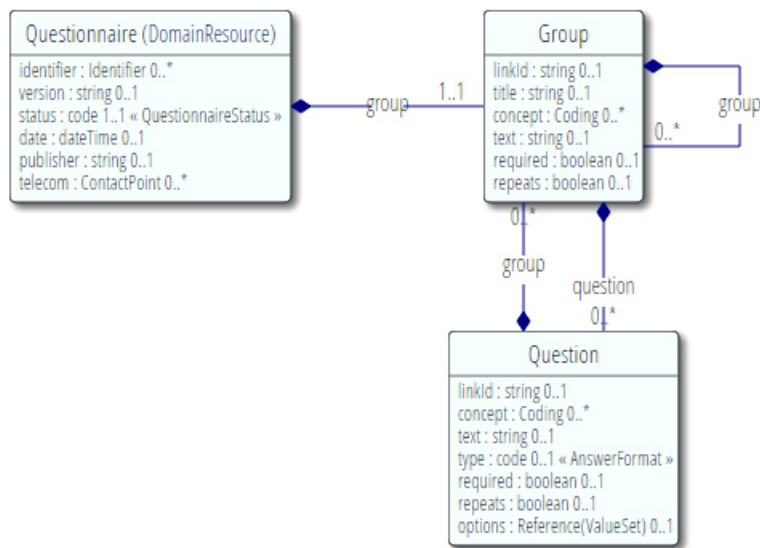 Questionnaire (DomainResource)
identifier : Identifier 0..*
version : string 0..1
status : code 1..1 « QuestionnaireStatus »
date : dateTime 0..1
publisher : string 0..1
telecom : ContactPoint 0..*
group
1..1
Group
linkId : string 0..1
title : string 0..1
concept : Coding 0..*
text : string 0..1
required : boolean 0..1
repeats : boolean 0..1
group
0..*
0..*
group
question
0..*
Question
linkId : string 0..1
concept : Coding 0..*
text : string 0..1
type : code 0..1 « AnswerFormat »
required : boolean 0..1
repeats : boolean 0..1
options : Reference(ValueSet) 0..1